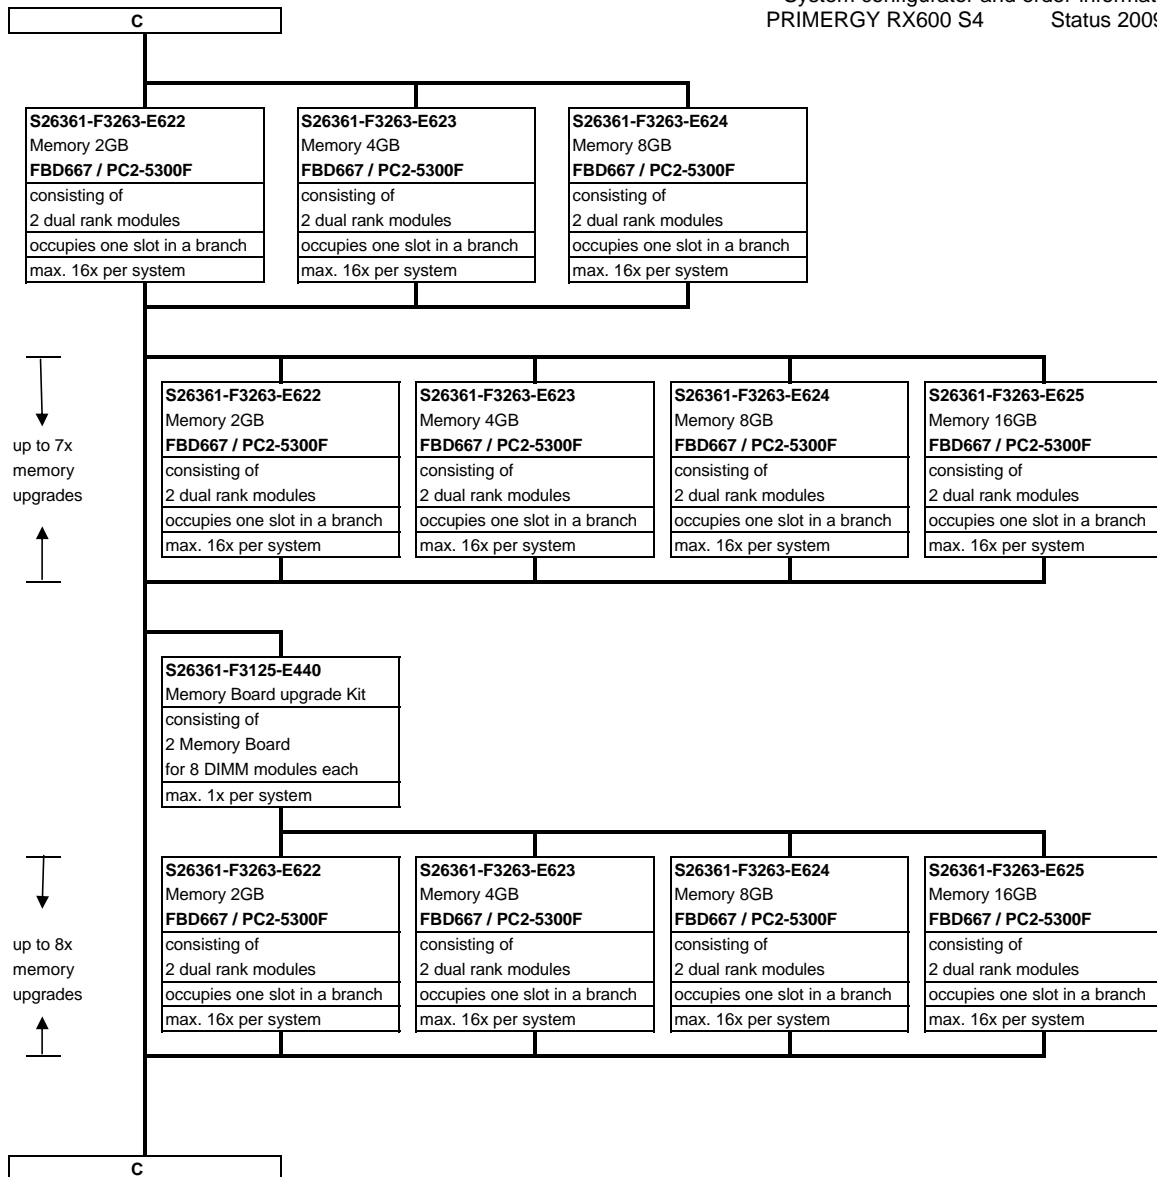 System configurator and order informat
PRIMERGY RX600 S4 Status 2009
C
S26361-F3263-E622
Memory 2GB
FBD667 / PC2-5300F
consisting of
2 dual rank modules
occupies one slot in a branch
max. 16x per system
S26361-F3263-E623
Memory 4GB
FBD667 / PC2-5300F
consisting of
2 dual rank modules
occupies one slot in a branch
max. 16x per system
S26361-F3263-E624
Memory 8GB
FBD667 / PC2-5300F
consisting of
2 dual rank modules
occupies one slot in a branch
max. 16x per system
up to 7x
memory
upgrades
S26361-F3263-E622
Memory 2GB
FBD667 / PC2-5300F
consisting of
2 dual rank modules
occupies one slot in a branch
max. 16x per system
S26361-F3263-E623
Memory 4GB
FBD667 / PC2-5300F
consisting of
2 dual rank modules
occupies one slot in a branch
max. 16x per system
S26361-F3263-E624
Memory 8GB
FBD667 / PC2-5300F
consisting of
2 dual rank modules
occupies one slot in a branch
max. 16x per system
S26361-F3263-E625
Memory 16GB
FBD667 / PC2-5300F
consisting of
2 dual rank modules
occupies one slot in a branch
max. 16x per system
S26361-F3125-E440
Memory Board upgrade Kit
consisting of
2 Memory Board
for 8 DIMM modules each
max. 1x per system
up to 8x
memory
upgrades
S26361-F3263-E622
Memory 2GB
FBD667 / PC2-5300F
consisting of
2 dual rank modules
occupies one slot in a branch
max. 16x per system
S26361-F3263-E623
Memory 4GB
FBD667 / PC2-5300F
consisting of
2 dual rank modules
occupies one slot in a branch
max. 16x per system
S26361-F3263-E624
Memory 8GB
FBD667 / PC2-5300F
consisting of
2 dual rank modules
occupies one slot in a branch
max. 16x per system
S26361-F3263-E625
Memory 16GB
FBD667 / PC2-5300F
consisting of
2 dual rank modules
occupies one slot in a branch
max. 16x per system
C